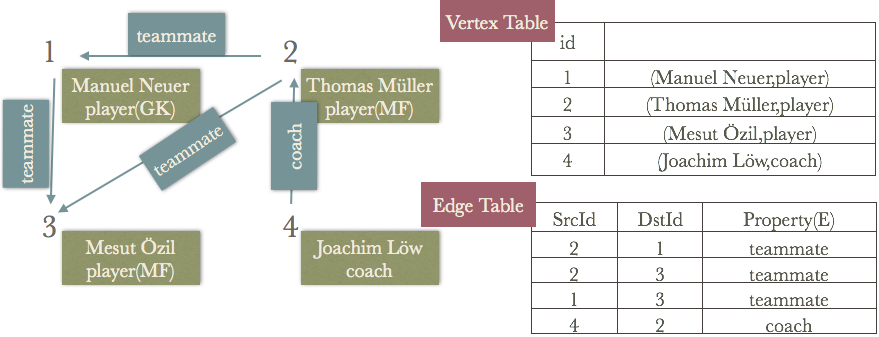 teammate
1
2
Manuel Neuer
player(GK)
Thomas Müller
player(MF)
teammate
teammate
coach
3
4
Mesut Özil
player(MF)
Joachim Löw
coach
Vertex Table
id
1 (Manuel Neuer,player)
2 (Thomas Müller,player)
3 (Mesut Özil,player)
4 (Joachim Löw,coach)
Edge Table
SrcId DstId Property(E)
2 1 teammate
2 3 teammate
1 3 teammate
4 2 coach